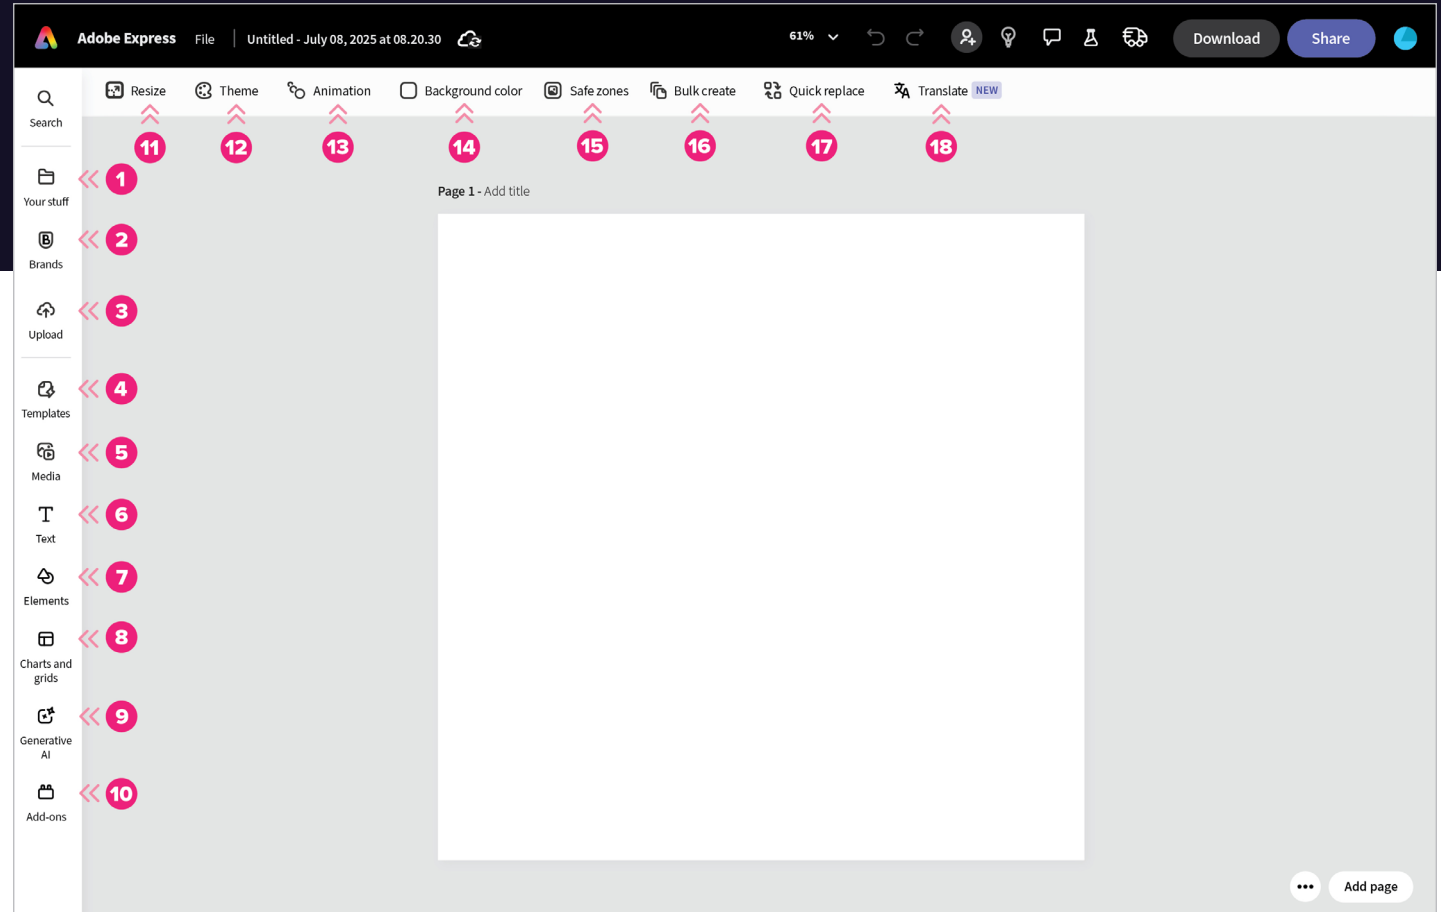 Adobe Express File Untitled - July 08, 2025 at 08.20.30 61% Download Share
Resize Theme Animation Background color Safe zones Bulk create Quick replace Translate NEW
11 12 13 14 15 16 17 18
Search
Your stuff 1
Brands 2
Upload 3
Templates 4
Media 5
Text 6
Elements 7
Charts and 8
grids
Generative 9
AI
Add-ons 10
Page 1 - Add title
Add page